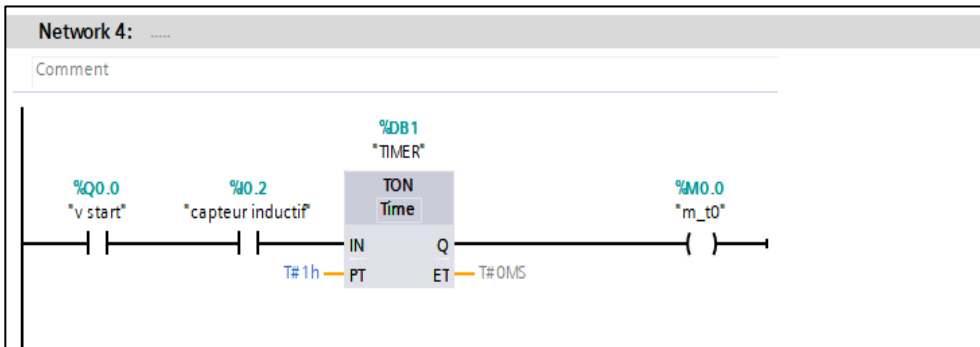 Network 4: .....
Comment
%DB1
"TIMER"
%Q0.0 %I0.2 TON %M0.0
"v start" "capteur inductif" Time "m_t0"
IN Q
T#1h PT ET T#0MS